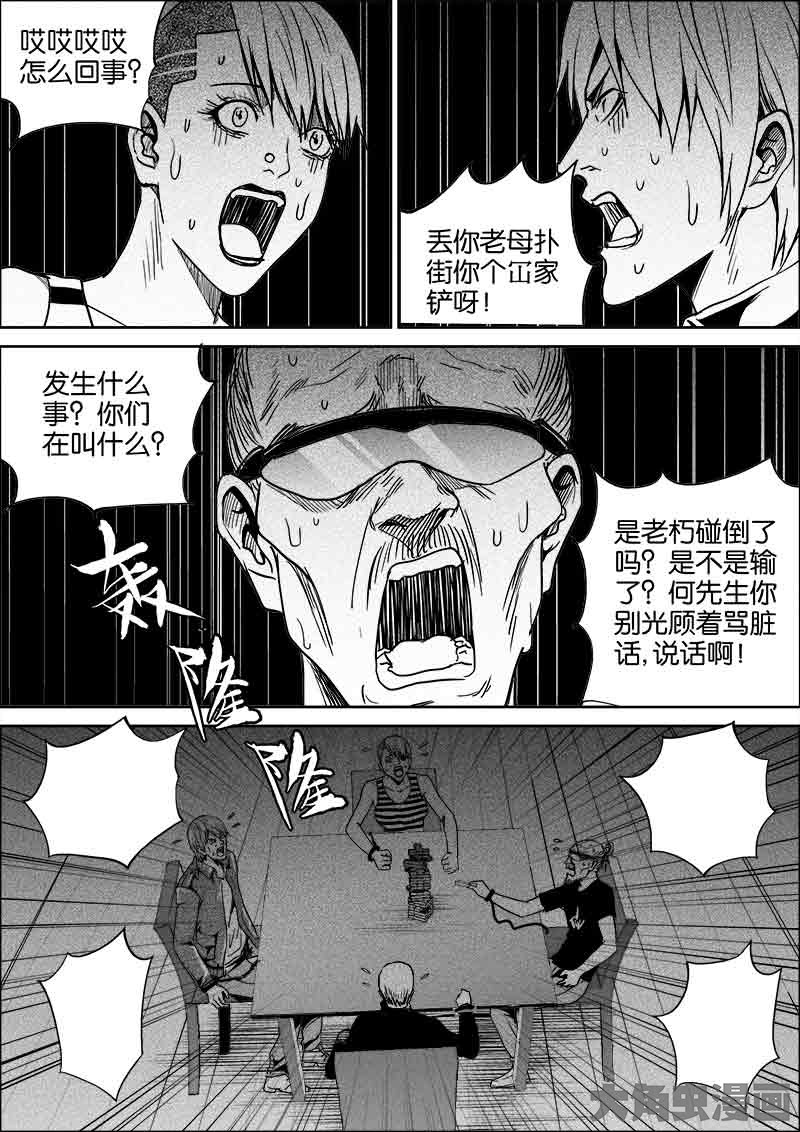 哎哎哎哎
怎么回事？
丢你老母扑
街你个冚家
铲呀！
发生什么
事？你们
在叫什么？
是老朽碰倒了
吗？是不是输
了？何先生你
别光顾着骂脏
话，说话啊！
轰
隆
隆
大角虫漫画